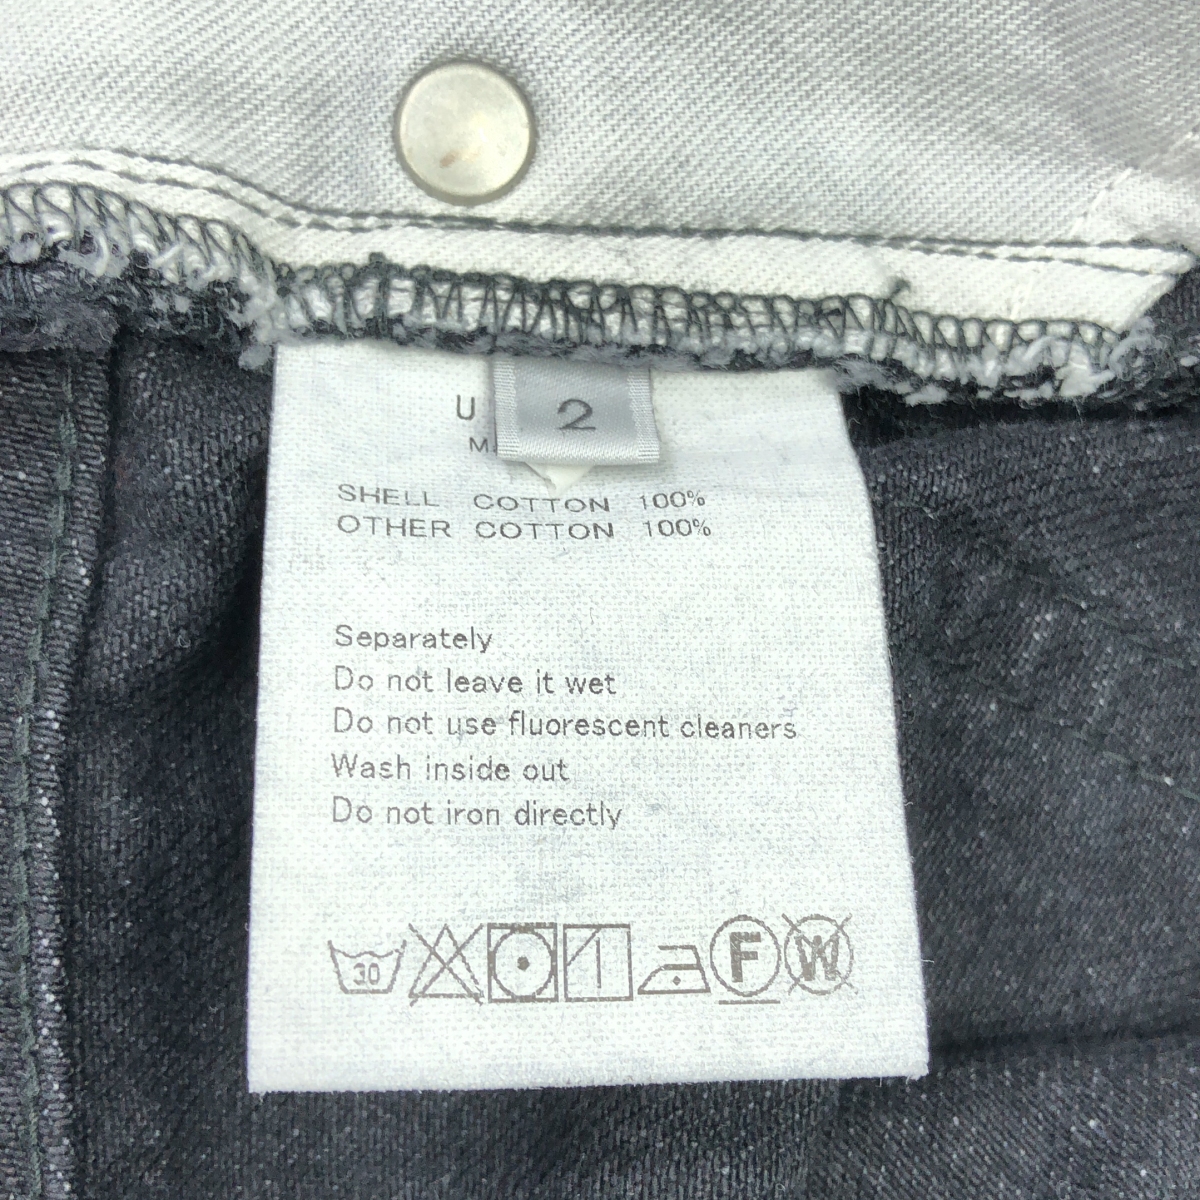 2
SHELL COTTON 100%
OTHER COTTON 100%
Separately
Do not leave it wet
Do not use fluorescent cleaners
Wash inside out
Do not iron directly
30 F W